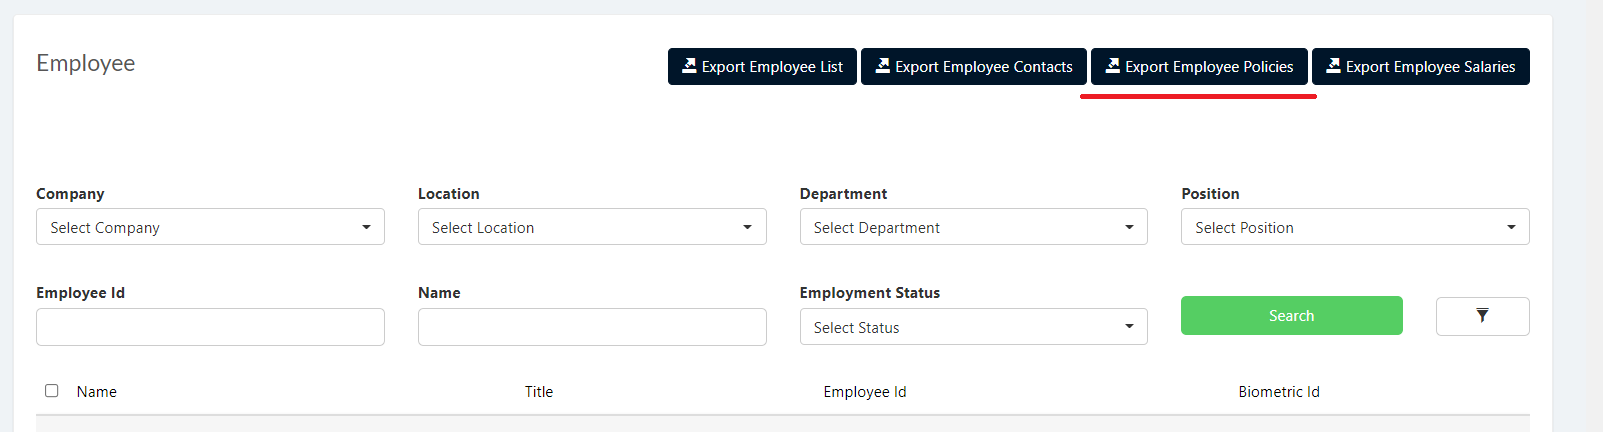 Employee
Export Employee List
Export Employee Contacts
Export Employee Policies
Export Employee Salaries
Company
Location
Department
Position
Select Company
Select Location
Select Department
Select Position
Employee Id
Name
Employment Status
Select Status
Search
Name
Title
Employee Id
Biometric Id